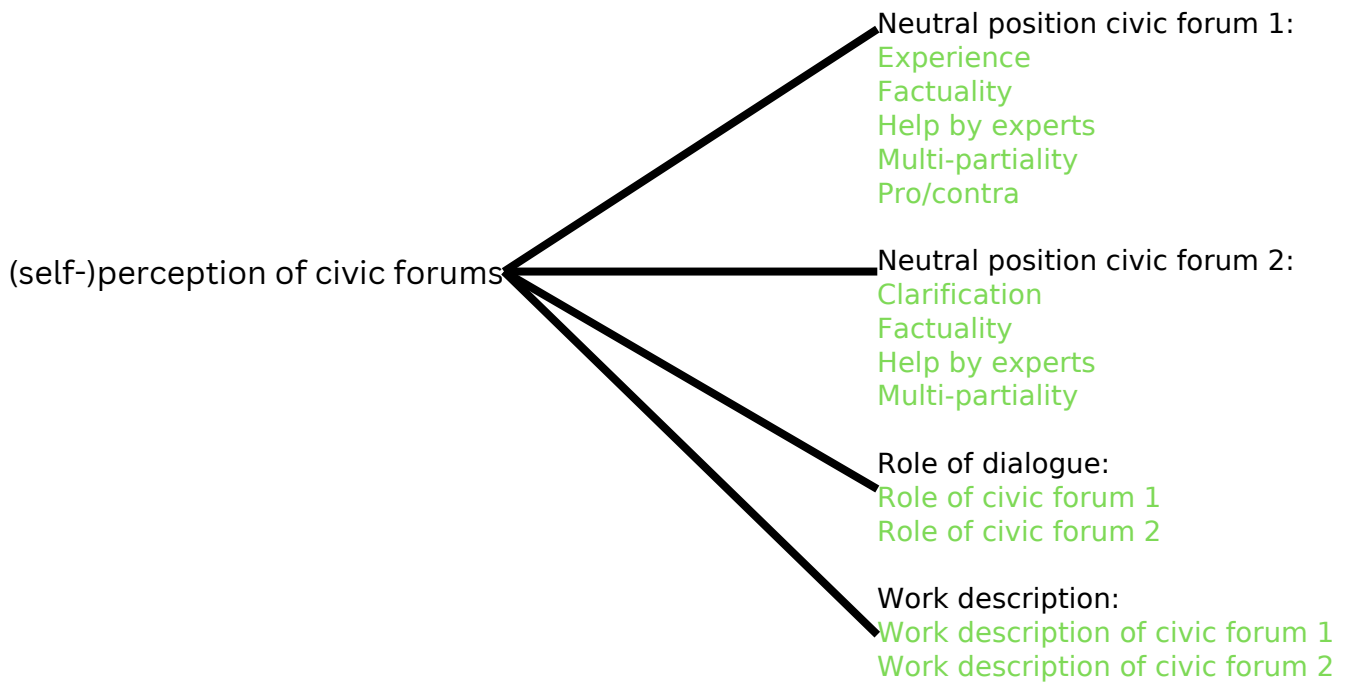 Neutral position civic forum 1:
Experience
Factuality
Help by experts
Multi-partiality
Pro/contra
(self-)perception of civic forums
Neutral position civic forum 2:
Clarification
Factuality
Help by experts
Multi-partiality
Role of dialogue:
Role of civic forum 1
Role of civic forum 2
Work description:
Work description of civic forum 1
Work description of civic forum 2